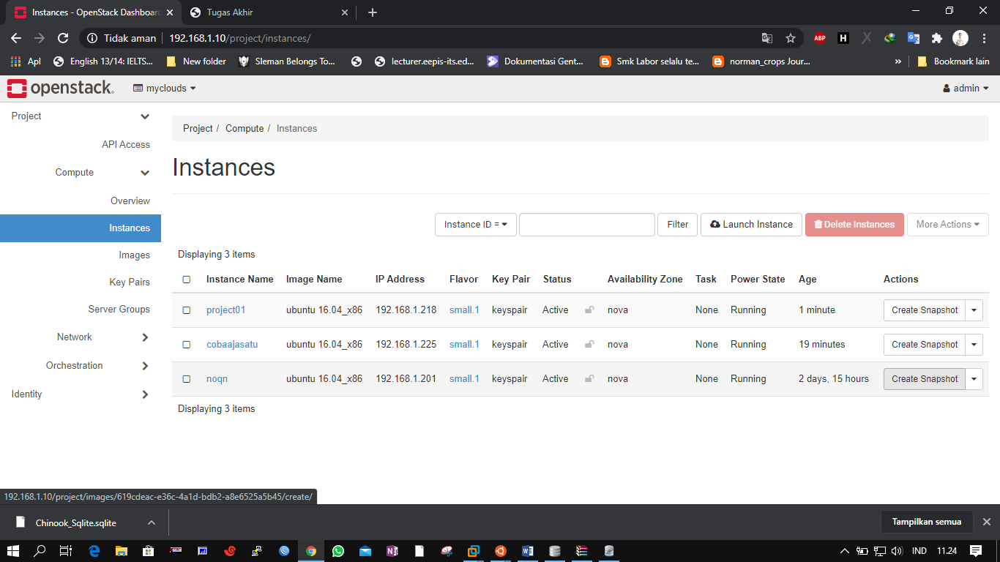 Instances - OpenStack Dashboard
Tugas Akhir
Tidak aman
192.168.1.10/project/instances/
ABP
H
X
Apl
English 13/14: IELTS...
New folder
Sleman Belongs To...
lecturer.eepis-its.ed...
Dokumentasi Gent...
Smk Labor selalu te...
norman_crops Jour...
»
Bookmark lain
openstack.
myclouds
admin
Project
API Access
Compute
Overview
Instances
Images
Key Pairs
Server Groups
Network
Orchestration
Identity
Project / Compute / Instances
Instances
Instance ID =
Filter
Launch Instance
Delete Instances
More Actions
Displaying 3 items
Instance Name Image Name IP Address Flavor Key Pair Status Availability Zone Task Power State Age Actions
project01 ubuntu 16.04_x86 192.168.1.218 small.1 keyspair Active nova None Running 1 minute Create Snapshot
cobaajasatu ubuntu 16.04_x86 192.168.1.225 small.1 keyspair Active nova None Running 19 minutes Create Snapshot
noqn ubuntu 16.04_x86 192.168.1.201 small.1 keyspair Active nova None Running 2 days, 15 hours Create Snapshot
Displaying 3 items
192.168.1.10/project/images/619cdeac-e36c-4a1d-bdb2-a8e6525a5b45/create/
Chinook_Sqlite.sqlite
Tampilkan semua
IND
11.24